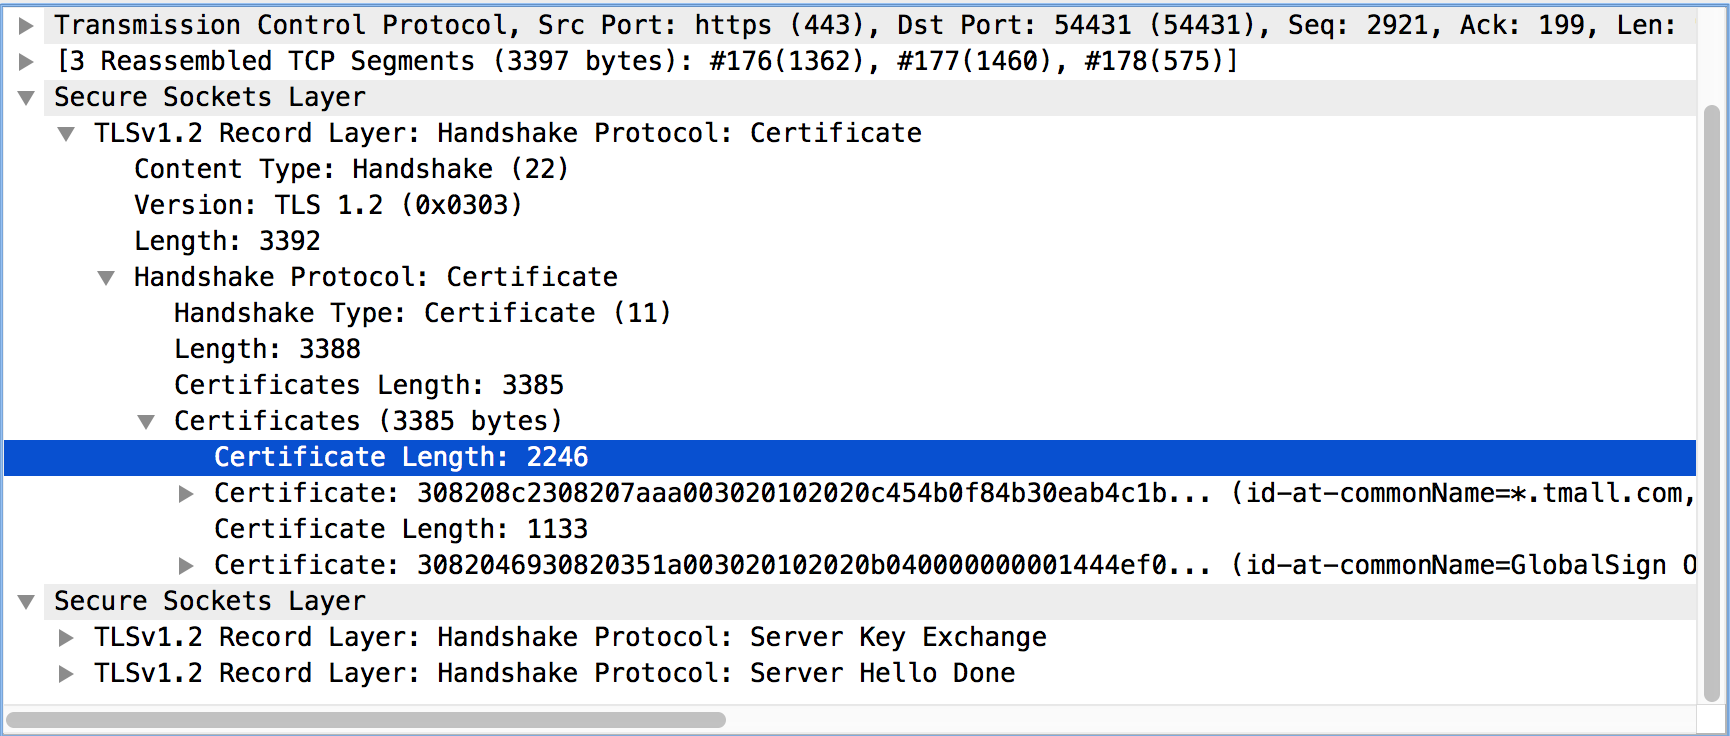 Transmission Control Protocol, Src Port: https (443), Dst Port: 54431 (54431), Seq: 2921, Ack: 199, Len:
[3 Reassembled TCP Segments (3397 bytes): #176(1362), #177(1460), #178(575)]
Secure Sockets Layer
TLSv1.2 Record Layer: Handshake Protocol: Certificate
Content Type: Handshake (22)
Version: TLS 1.2 (0x0303)
Length: 3392
Handshake Protocol: Certificate
Handshake Type: Certificate (11)
Length: 3388
Certificates Length: 3385
Certificates (3385 bytes)
Certificate Length: 2246
Certificate: 308208c2308207aaa003020102020c454b0f84b30eab4c1b... (id-at-commonName=*.tmall.com,
Certificate Length: 1133
Certificate: 3082046930820351a003020102020b040000000001444ef0... (id-at-commonName=GlobalSign O
Secure Sockets Layer
TLSv1.2 Record Layer: Handshake Protocol: Server Key Exchange
TLSv1.2 Record Layer: Handshake Protocol: Server Hello Done